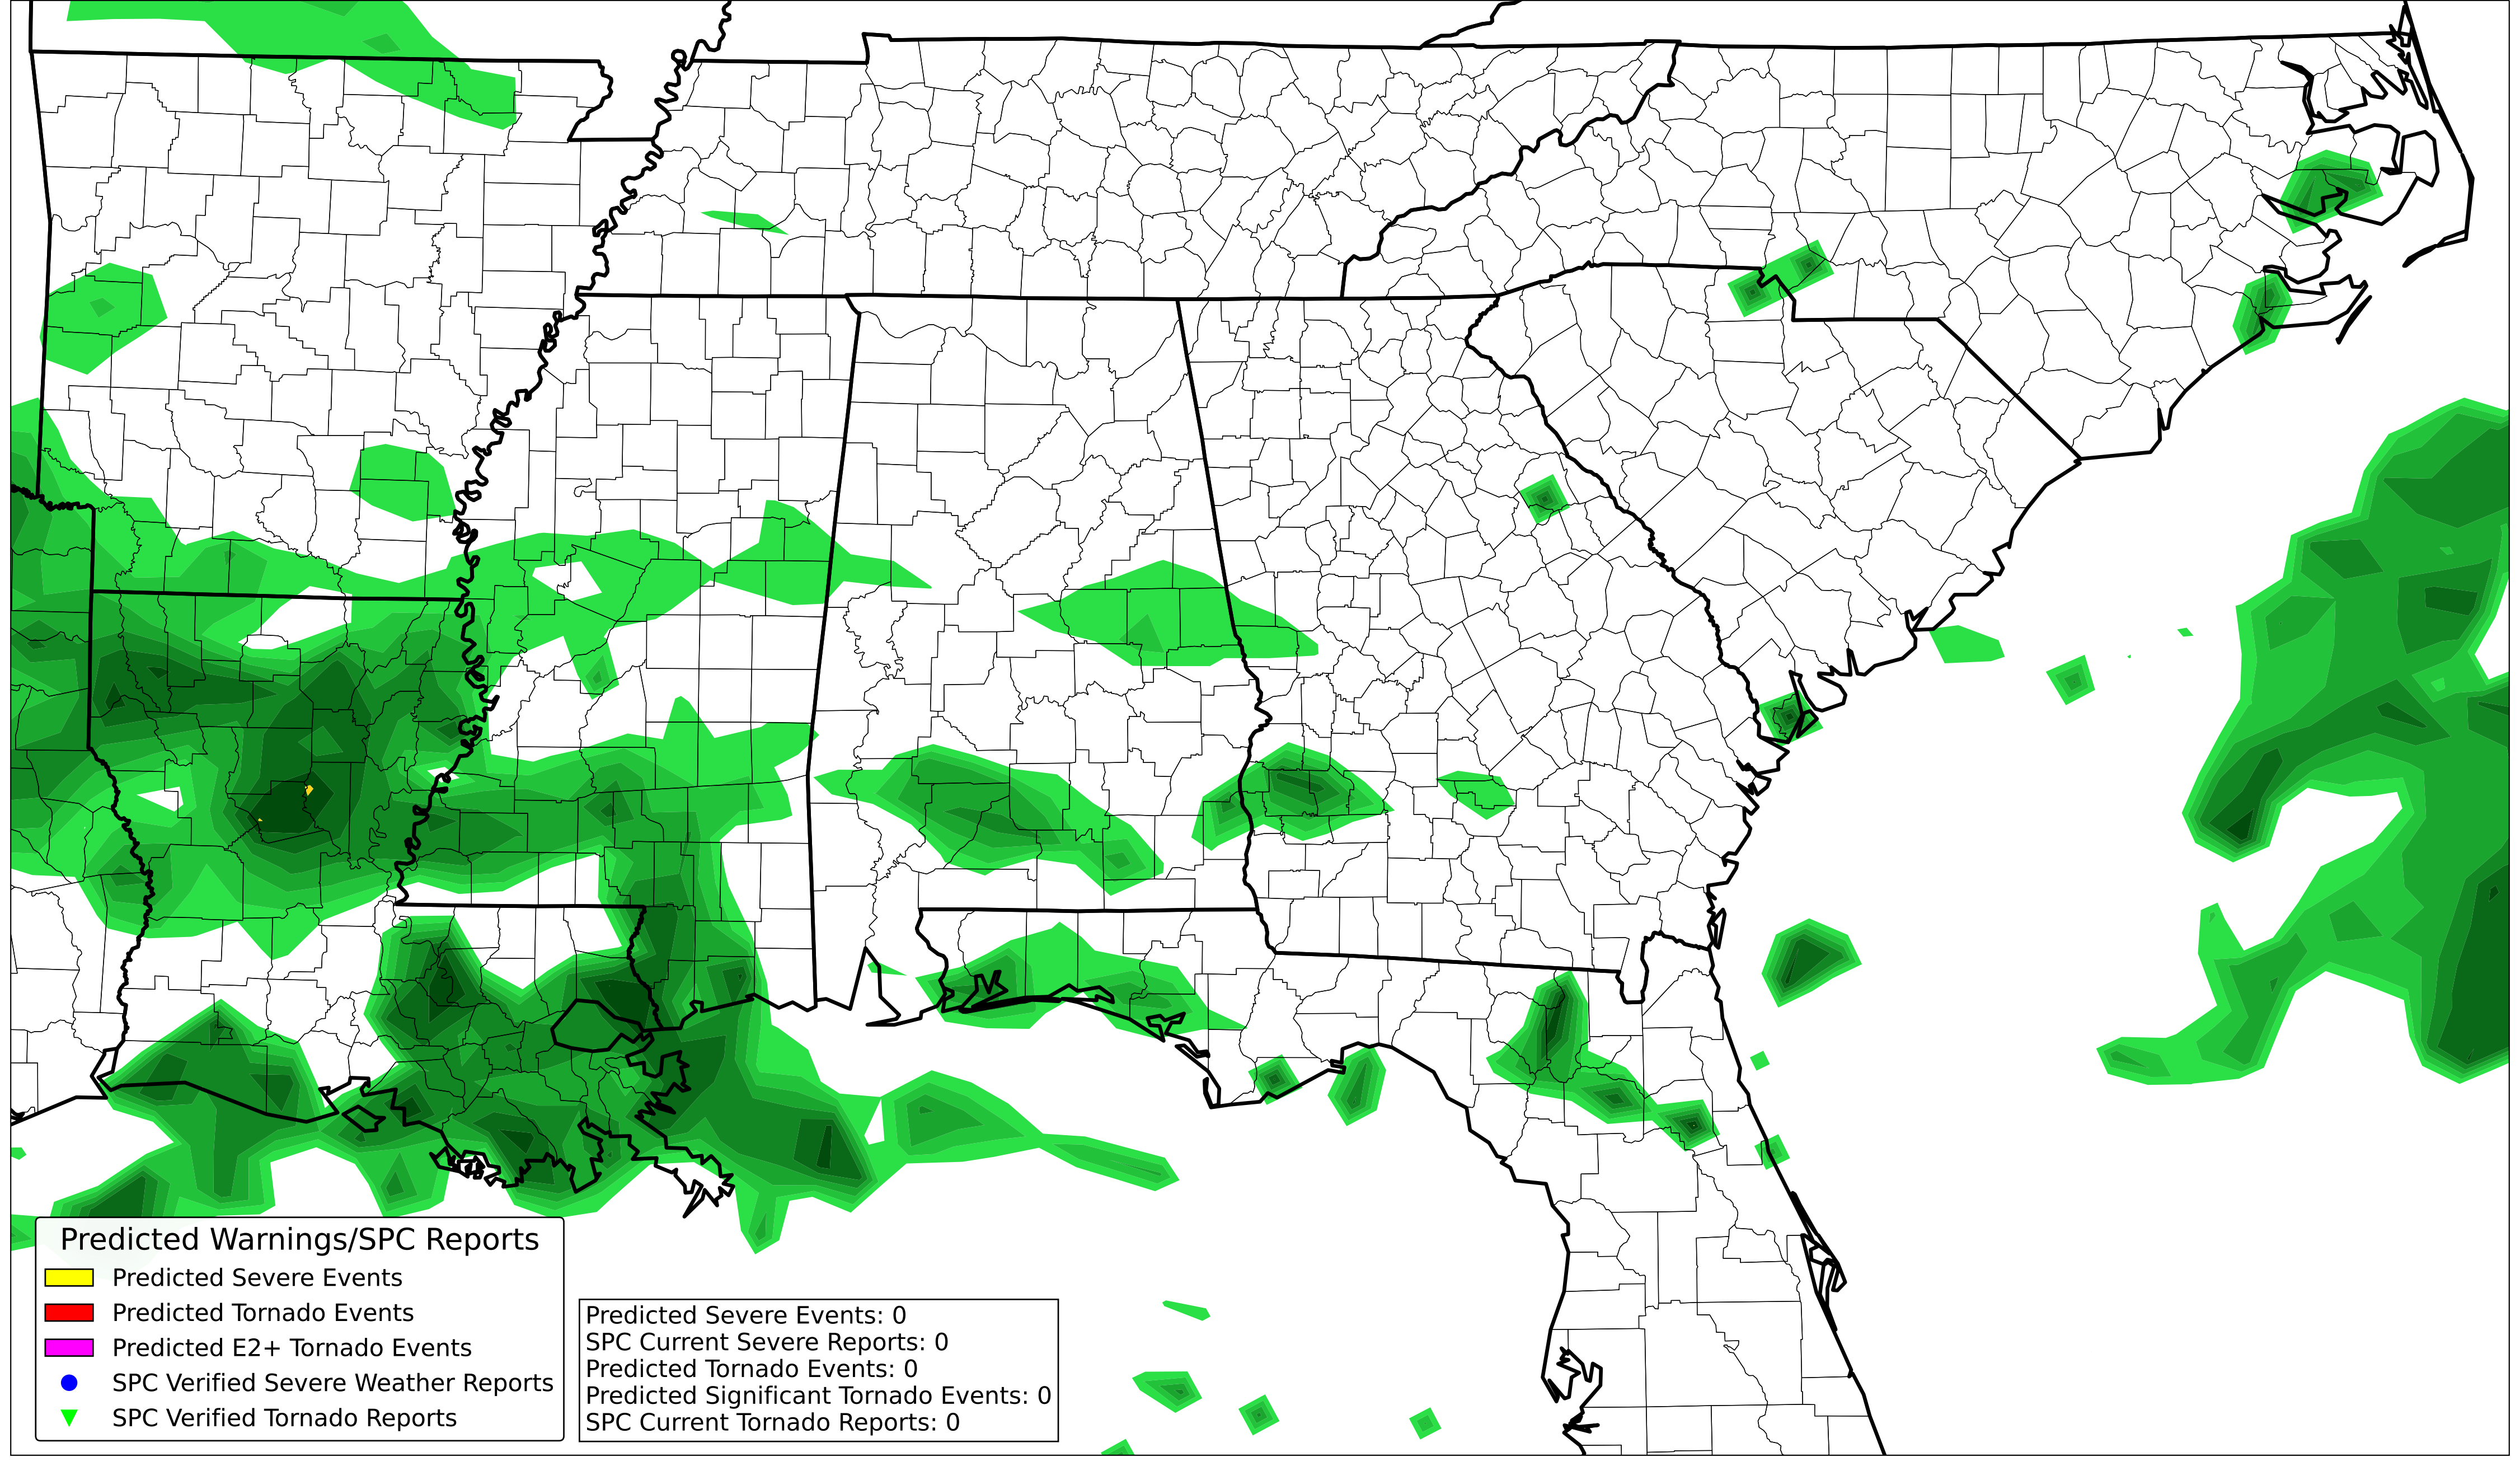 Predicted Warnings/SPC Reports
Predicted Severe Events
Predicted Tornado Events
Predicted E2+ Tornado Events
SPC Verified Severe Weather Reports
SPC Verified Tornado Reports
Predicted Severe Events: 0
SPC Current Severe Reports: 0
Predicted Tornado Events: 0
Predicted Significant Tornado Events: 0
SPC Current Tornado Reports: 0